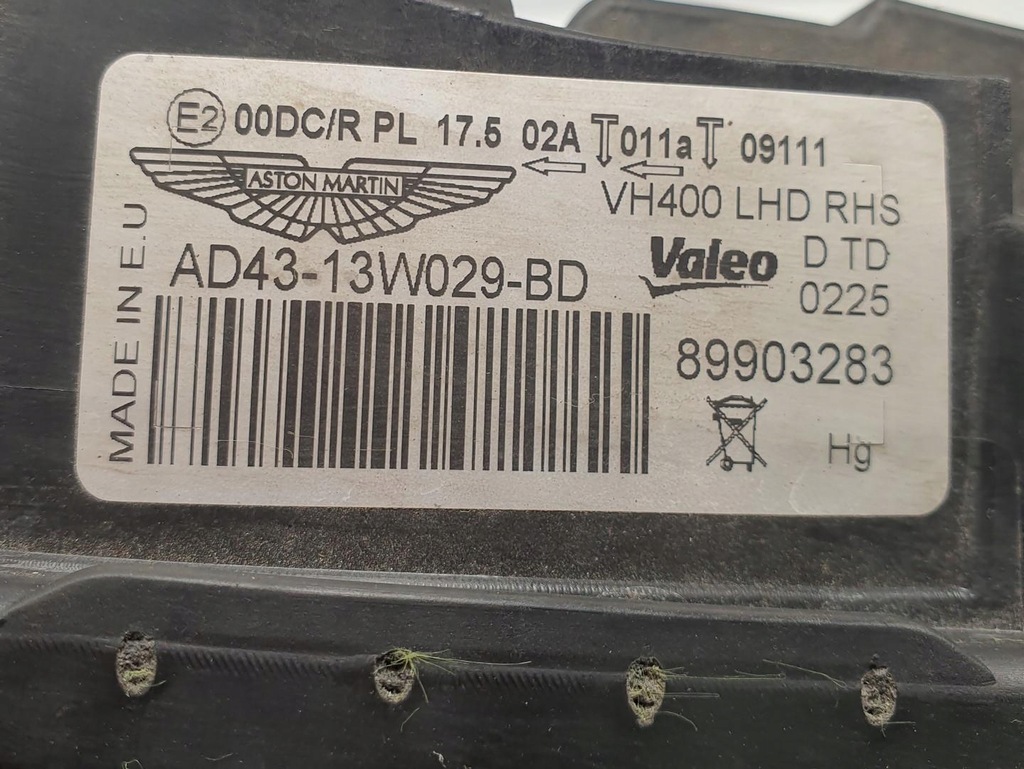 E2 00DC/R PL 17.5 02A T 011a T 09111
ASTON MARTIN
VH400 LHD RHS
AD43-13W029-BD
Valeo
D TD
0225
89903283
Hg
MADE IN E.U